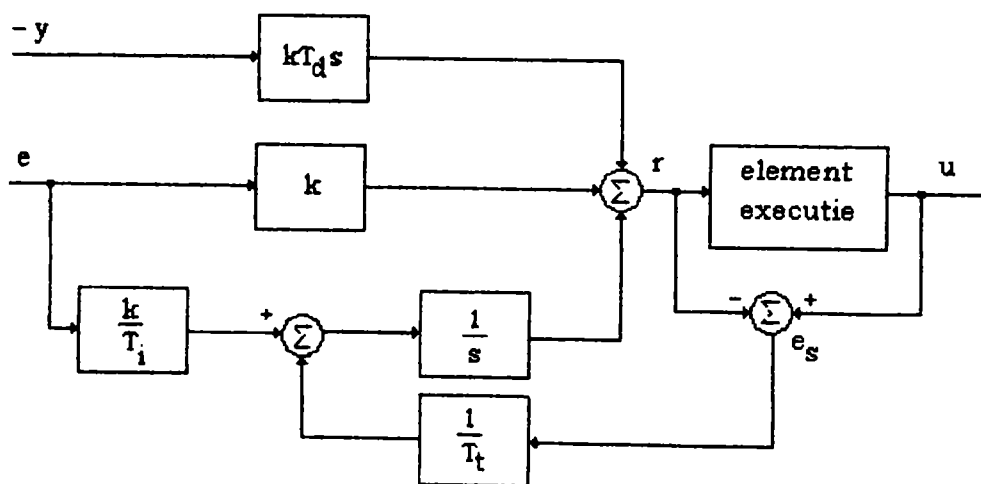 - y
kT_d s
e
k
Σ
r
element
executie
u
k
T_i
+
Σ
1
s
- Σ +
e_s
1
T_t